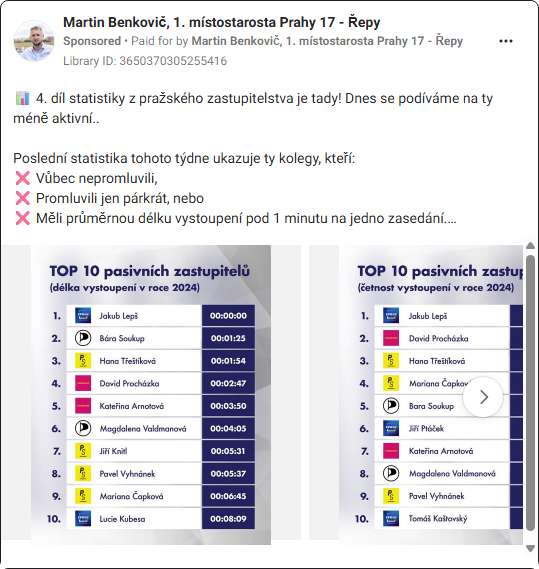 Martin Benkovič, 1. místostarosta Prahy 17 - Řepy
Sponsored • Paid for by Martin Benkovič, 1. místostarosta Prahy 17 - Řepy
Library ID: 3650370305255416
📊 4. díl statistiky z pražského zastupitelstva je tady! Dnes se podíváme na ty
méně aktivní..
Poslední statistika tohoto týdne ukazuje ty kolegy, kteří:
❌ Vůbec nepromluvili,
❌ Promluvili jen párkrát, nebo
❌ Měli průměrnou délku vystoupení pod 1 minutu na jedno zasedání....
TOP 10 pasivních zastupitelů
(délka vystoupení v roce 2024)
1. Jakub Lepš 00:00:00
2. Bára Soukup 00:01:25
3. Hana Třeštíková 00:01:54
4. David Procházka 00:02:47
5. Kateřina Arnotová 00:03:50
6. Magdalena Valdmanová 00:04:05
7. Jiří Knitl 00:05:31
8. Pavel Vyhnánek 00:05:37
9. Mariana Čapková 00:06:45
10. Lucie Kubesa 00:08:09
TOP 10 pasivních zastup
(četnost vystoupení v roce 2024)
1. Jakub Lepš
2. David Procházka
3. Hana Třeštíková
4. Mariana Čapkov
5. Bara Soukup
6. Jiří Ptáček
7. Kateřina Arnotová
8. Magdalena Valdmanová
9. Pavel Vyhnánek
10. Tomáš Kaštovský